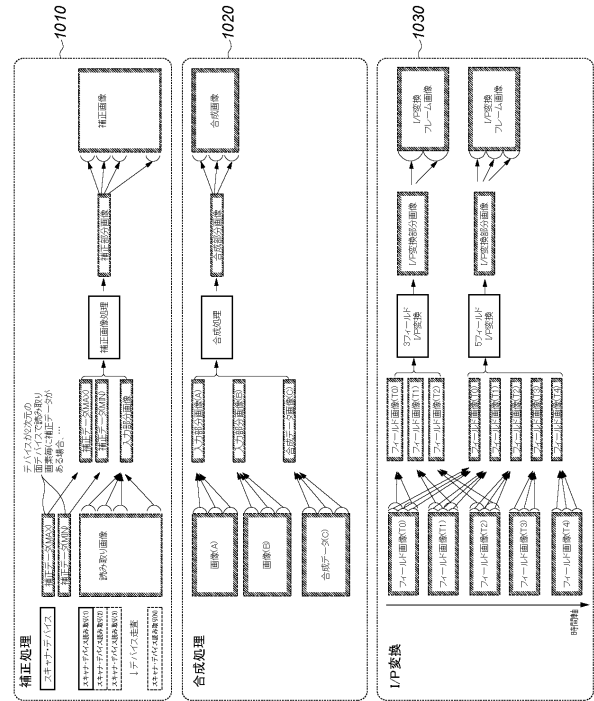 補正処理
1010
スキャナ・デバイス
スキャナ・デバイス読み取り(1)
スキャナ・デバイス読み取り(2)
スキャナ・デバイス読み取り(3)
↓デバイス走査
スキャナ・デバイス読み取り(N)
補正データ(MAX)
補正データ(MIN)
読み取り画像
デバイスが2次元の
面デバイスで読み取り
画素毎に補正データが
ある場合…
補正データ(MAX)
補正データ(MIN)
入力部分画像
補正画像処理
補正部分画像
補正画像
合成処理
1020
画像(A)
画像(B)
合成データ(C)
入力部分画像(A)
入力部分画像(B)
合成データ画像(C)
合成処理
合成部分画像
合成画像
I/P変換
1030
フィールド画像(T0)
フィールド画像(T1)
フィールド画像(T2)
フィールド画像(T3)
フィールド画像(T4)
時間軸
フィールド画像(T0)
フィールド画像(T1)
フィールド画像(T2)
3フィールド
I/P変換
I/P変換部分画像
I/P変換
フレーム画像
フィールド画像(T0)
フィールド画像(T1)
フィールド画像(T2)
フィールド画像(T3)
フィールド画像(T4)
5フィールド
I/P変換
I/P変換部分画像
I/P変換
フレーム画像